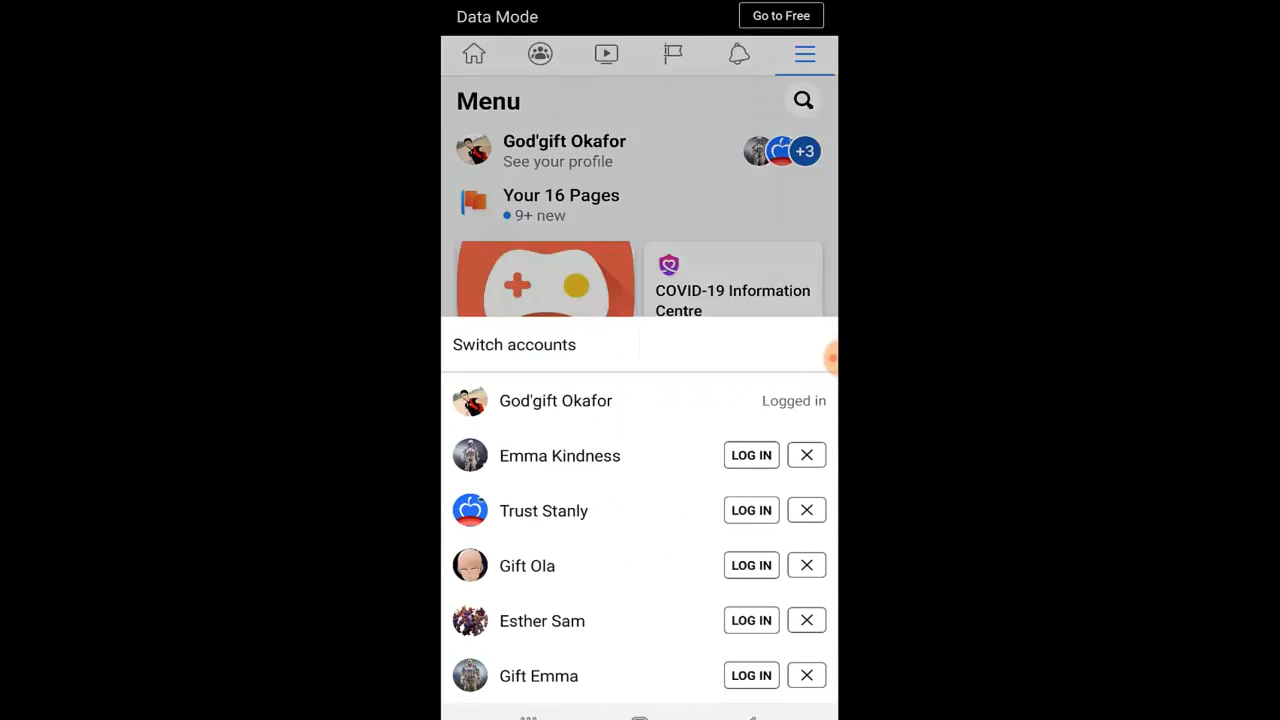 Data Mode
Go to Free
Menu
God'gift Okafor
See your profile
+3
Your 16 Pages
9+ new
COVID-19 Information
Centre
Switch accounts
God'gift Okafor
Logged in
Emma Kindness
LOG IN
Trust Stanly
LOG IN
Gift Ola
LOG IN
Esther Sam
LOG IN
Gift Emma
LOG IN